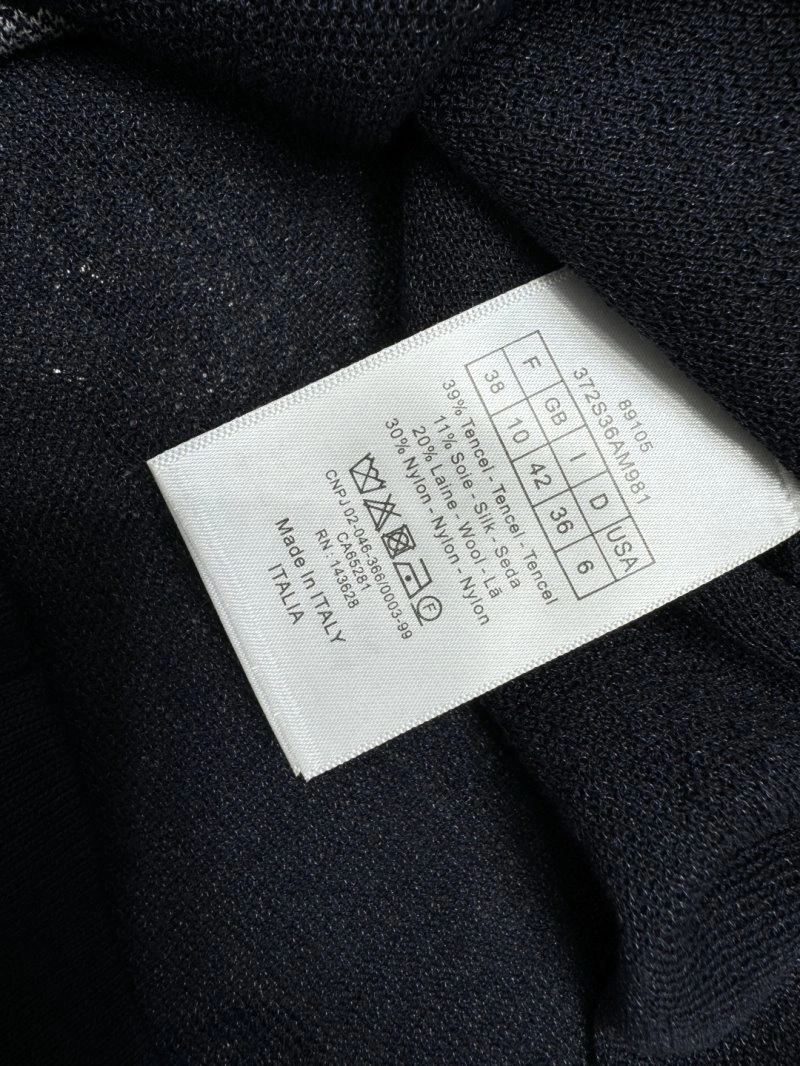 89105
372S36AM981
F GB I D USA
38 10 42 36 6
39% Tencel - Tencel - Tencel
11% Soie - Silk - Seda
20% Laine - Wool - Lã
30% Nylon - Nylon - Nylon
F
CNPJ 02-046-366/0003-99
CA65281
RN : 143628
Made In ITALY
ITALIA